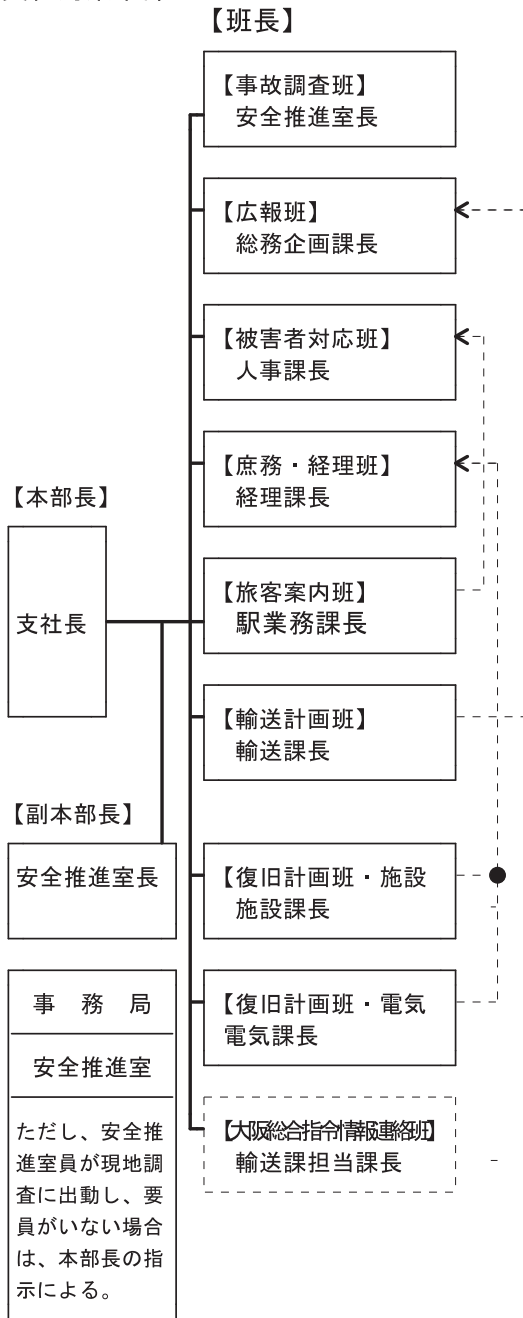 【班長】
【事故調査班】
安全推進室長
【広報班】
総務企画課長
【被害者対応班】
人事課長
【庶務・経理班】
経理課長
【本部長】
支社長
【旅客案内班】
駅業務課長
【輸送計画班】
輸送課長
【副本部長】
安全推進室長
【復旧計画班・施設
施設課長
【復旧計画班・電気
電気課長
事務局
安全推進室
ただし、安全推
進室員が現地調
査に出動し、要
員がいない場合
は、本部長の指
示による。
【大阪総合指令情報連絡班】
輸送課担当課長